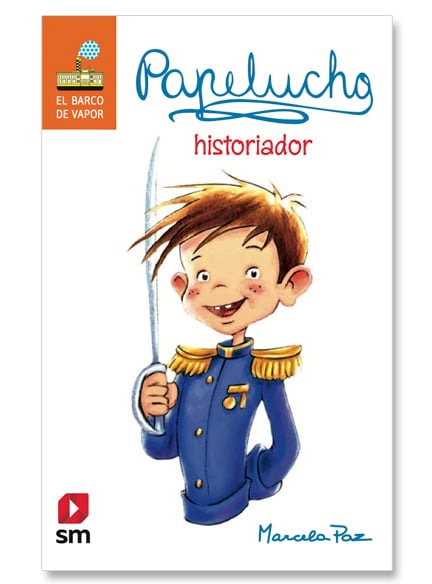 EL BARCO
DE VAPOR
Papelucho
historiador
Marcela Paz
sm